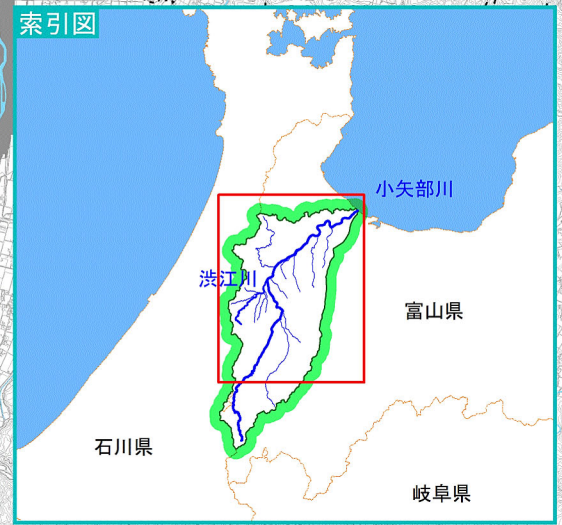 索引図
小矢部川
渋江川
富山県
石川県
岐阜県